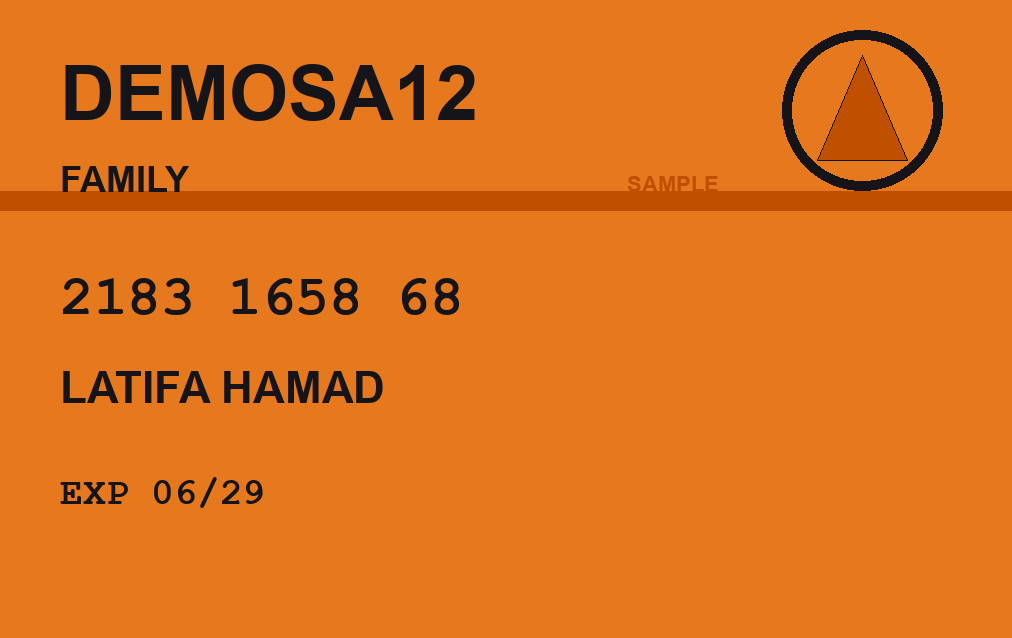 DEMOSA12
FAMILY
SAMPLE
2183 1658 68
LATIFA HAMAD
EXP 06/29